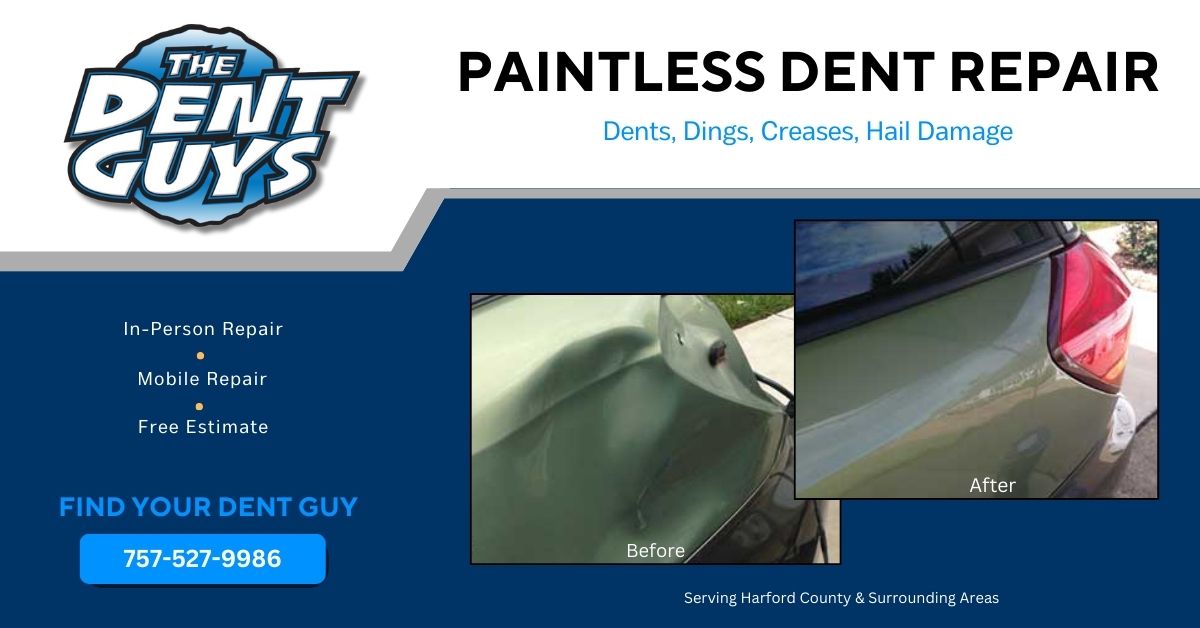 THE
DENT
GUYS
PAINTLESS DENT REPAIR
Dents, Dings, Creases, Hail Damage
In-Person Repair
Mobile Repair
Free Estimate
FIND YOUR DENT GUY
757-527-9986
Before
After
Serving Harford County & Surrounding Areas